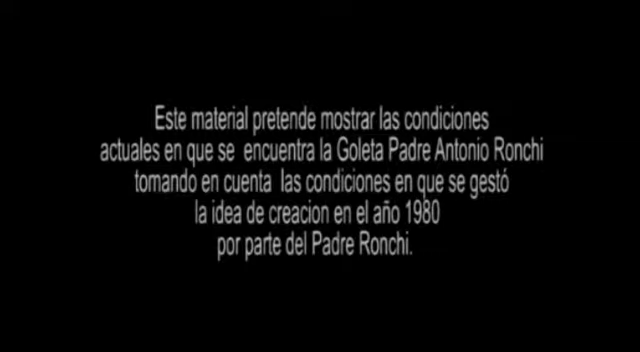 Este material pretende mostrar las condiciones
actuales en que se encuentra la Goleta Padre Antonio Ronchi
tomando en cuenta las condiciones en que se gestó
la idea de creacion en el año 1980
por parte del Padre Ronchi.